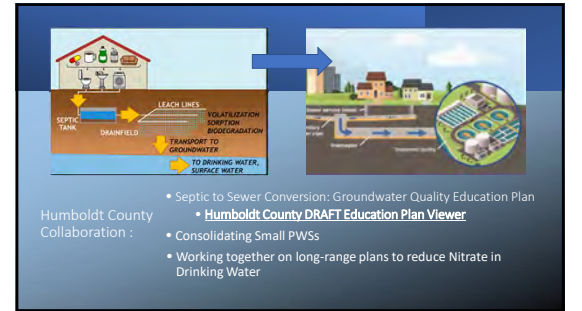 LEACH LINES
VOLATILIZATION
SORPTION
BIODEGRADATION
SEPTIC
TANK
DRAINFIELD
TRANSPORT TO
GROUNDWATER
TO DRINKING WATER,
SURFACE WATER
Humboldt County
Collaboration :
• Septic to Sewer Conversion: Groundwater Quality Education Plan
• Humboldt County DRAFT Education Plan Viewer
• Consolidating Small PWSs
• Working together on long-range plans to reduce Nitrate in
Drinking Water